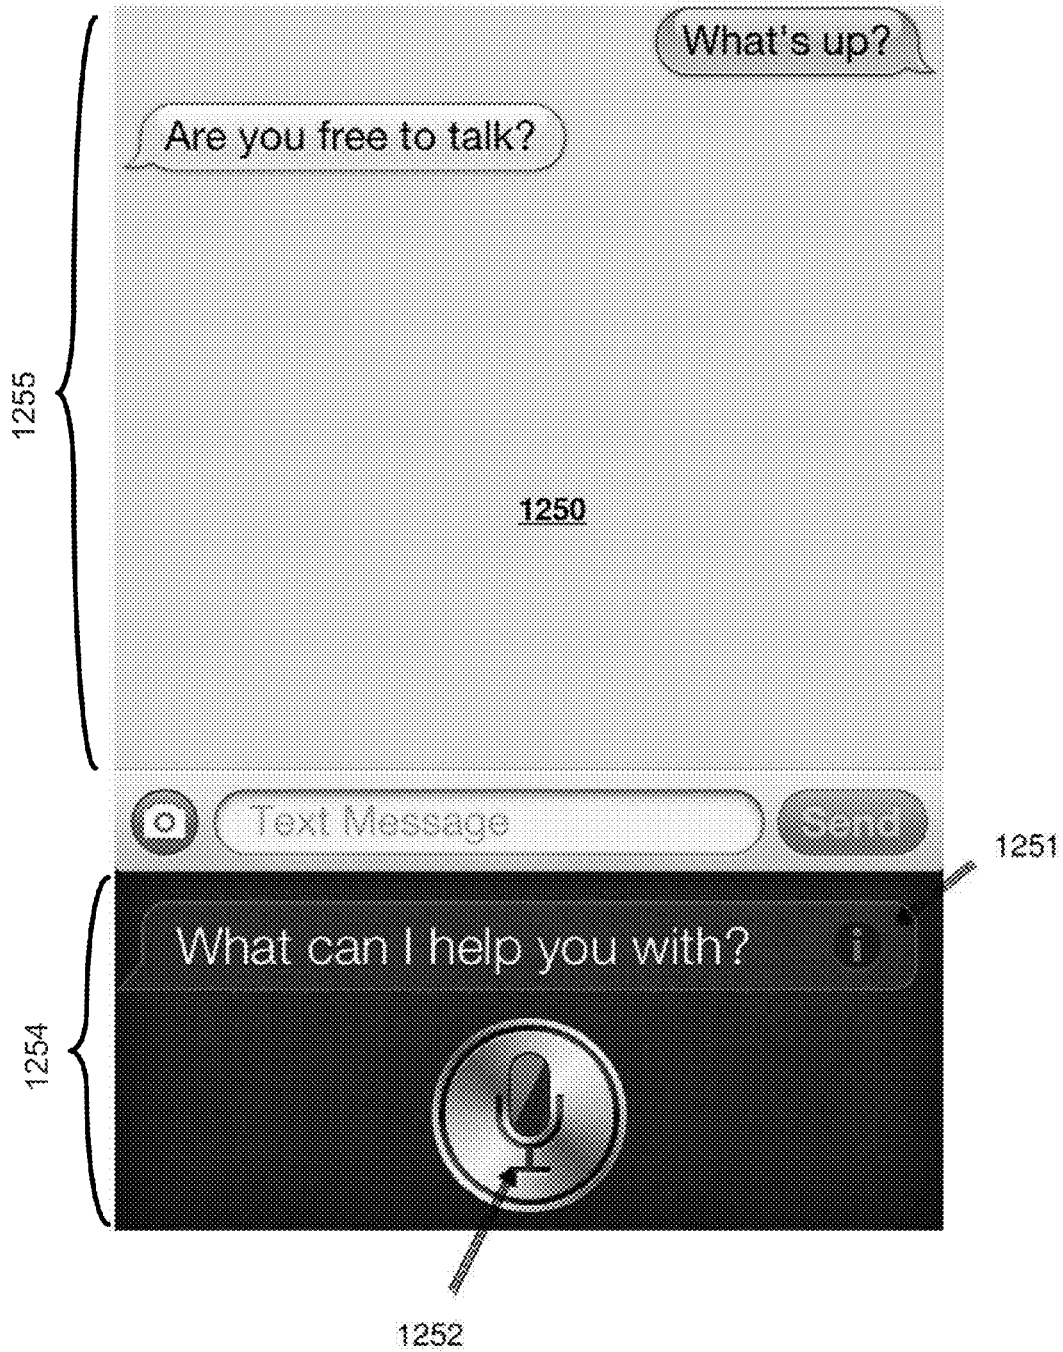 What's up?
Are you free to talk?
1255
1250
Text Message
1251
What can I help you with?
i
1254
1252